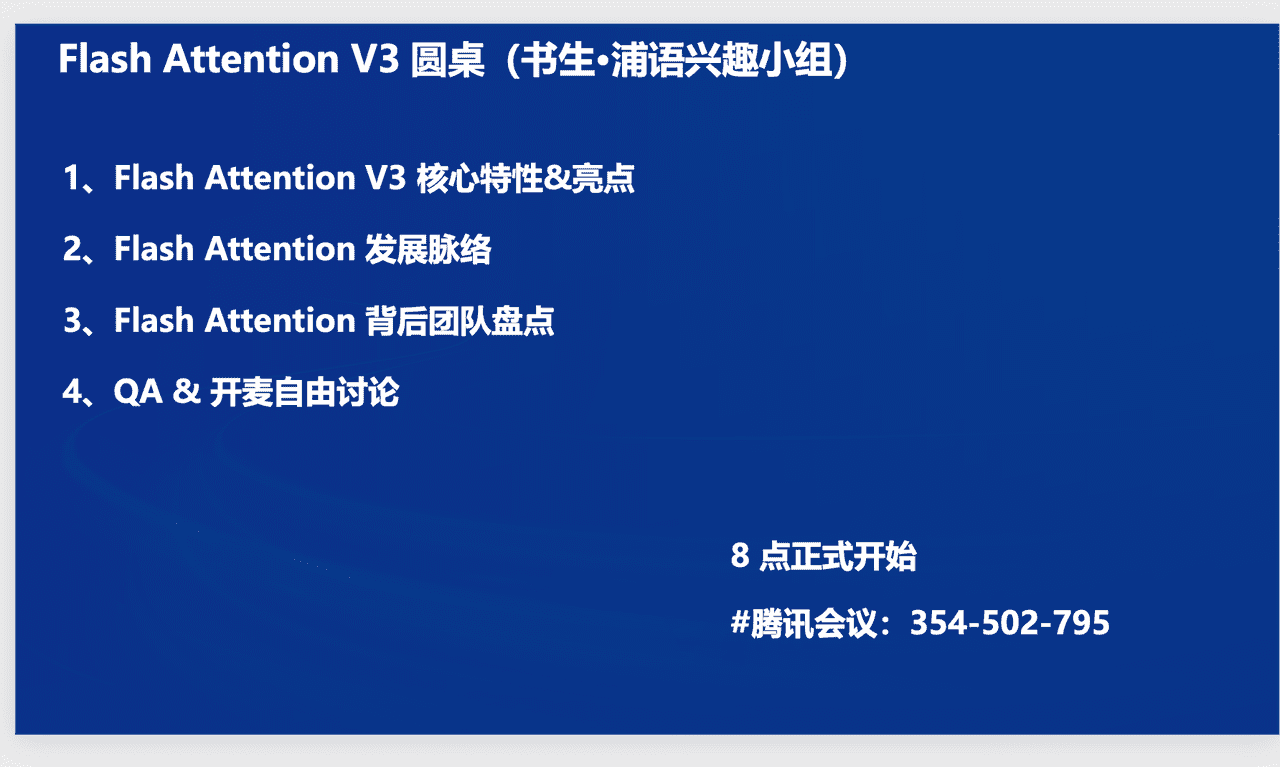 Flash Attention V3 圆桌（书生·浦语兴趣小组）
1、Flash Attention V3 核心特性&亮点
2、Flash Attention 发展脉络
3、Flash Attention 背后团队盘点
4、QA & 开麦自由讨论
8 点正式开始
#腾讯会议：354-502-795